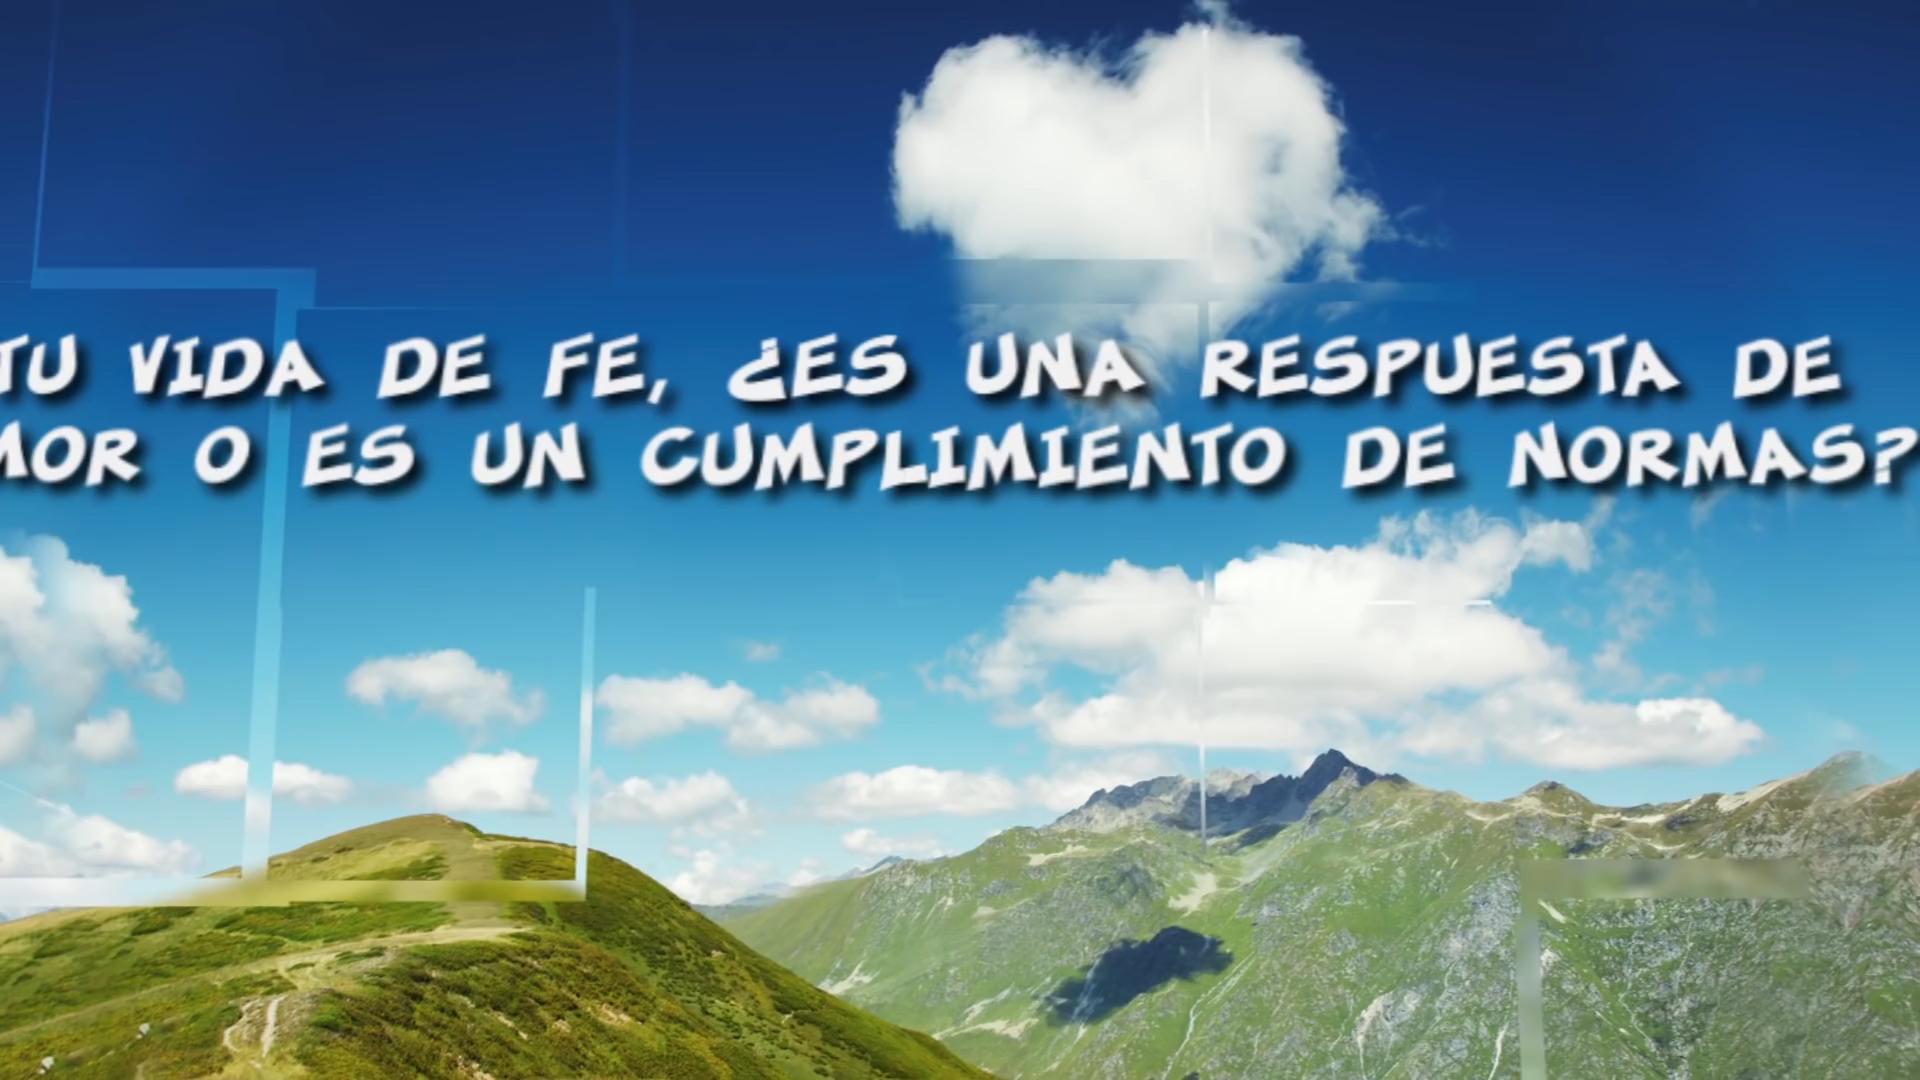 TU VIDA DE FE, ¿ES UNA RESPUESTA DE
MOR O ES UN CUMPLIMIENTO DE NORMAS?